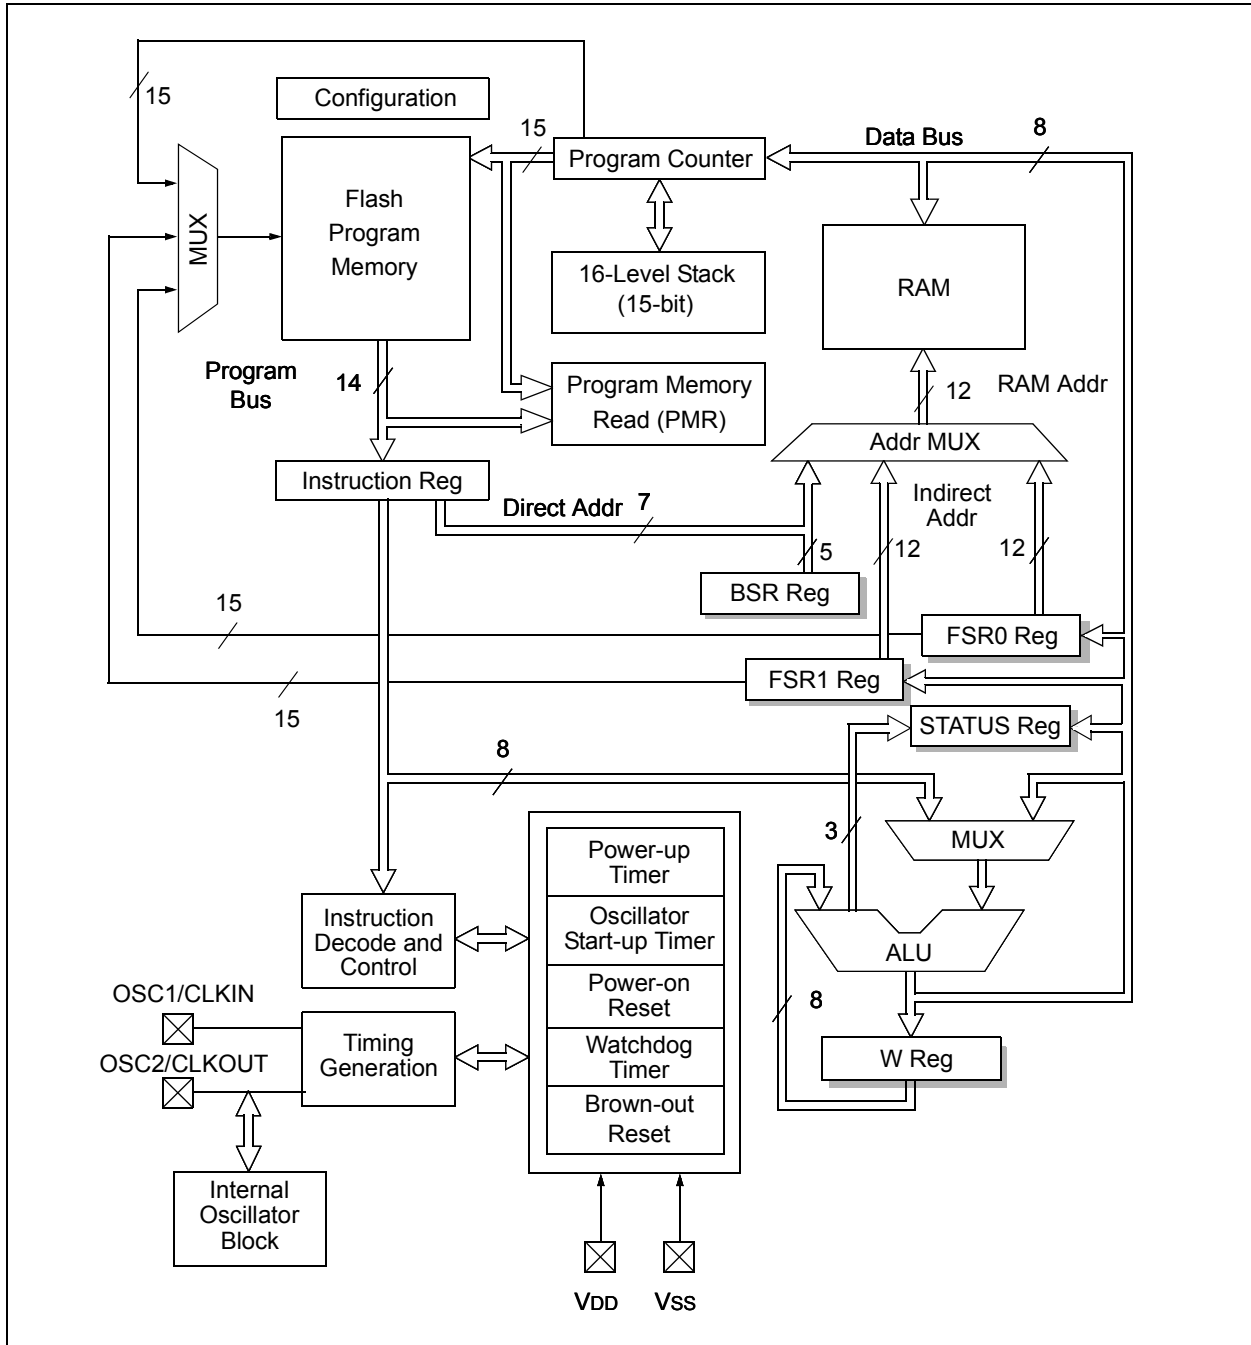 15
Configuration
15
Program Counter
Data Bus
8
MUX
Flash
Program
Memory
16-Level Stack
(15-bit)
RAM
Program
Bus
14
Program Memory
Read (PMR)
12
RAM Addr
Addr MUX
Instruction Reg
Direct Addr
7
Indirect
Addr
5
12
12
BSR Reg
15
FSR0 Reg
FSR1 Reg
15
STATUS Reg
8
3
MUX
Power-up
Timer
Oscillator
Start-up Timer
Power-on
Reset
Watchdog
Timer
Brown-out
Reset
Instruction
Decode and
Control
ALU
8
W Reg
OSC1/CLKIN
OSC2/CLKOUT
Timing
Generation
Internal
Oscillator
Block
VDD
VSS